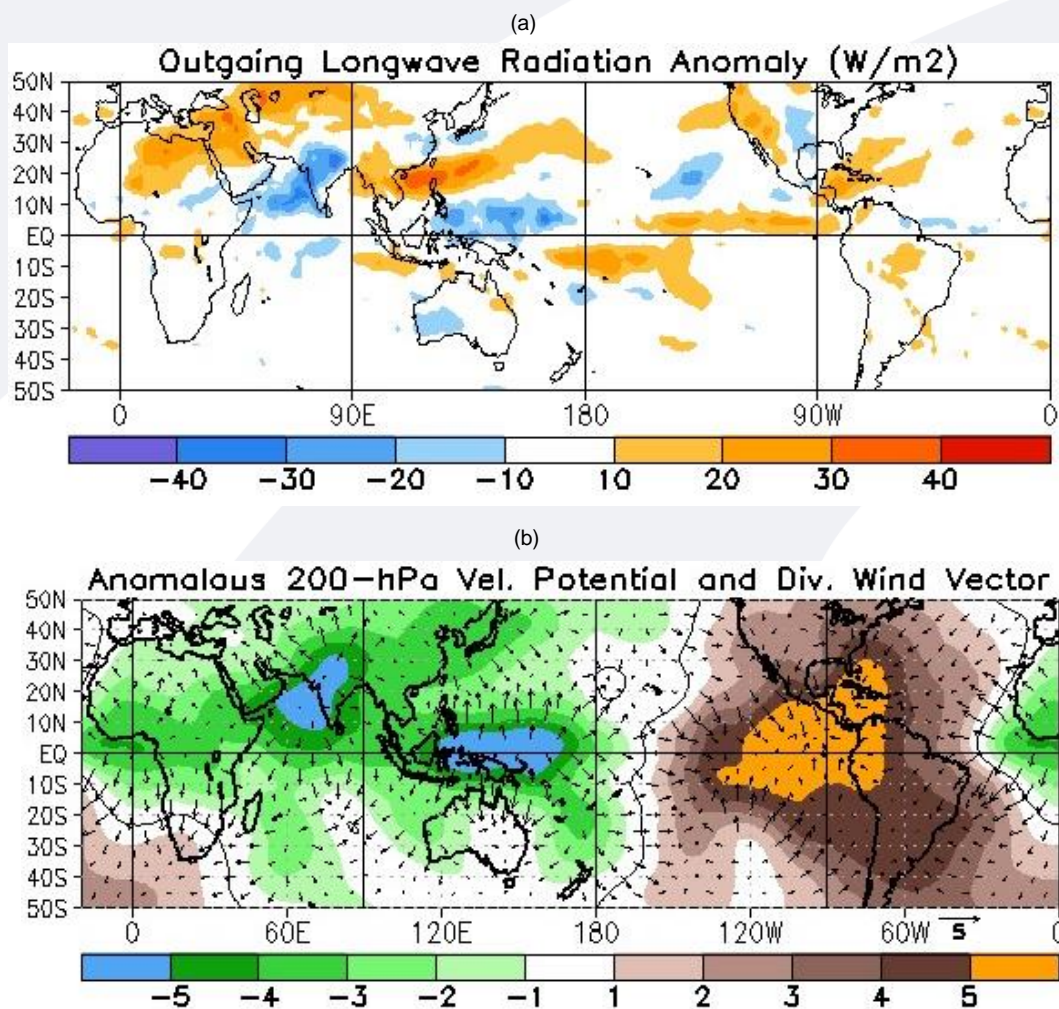 (a)
Outgoing Longwave Radiation Anomaly (W/m2)
50N
40N
30N
20N
10N
EQ
10S
20S
30S
40S
50S
0 90E 180 90W 0
-40 -30 -20 -10 10 20 30 40
(b)
Anomalaus 200-hPa Vel. Potential and Div. Wind Vector
50N
40N
30N
20N
10N
EQ
10S
20S
30S
40S
50S
0 60E 120E 180 120W 60W 5 0
-5 -4 -3 -2 -1 1 2 3 4 5